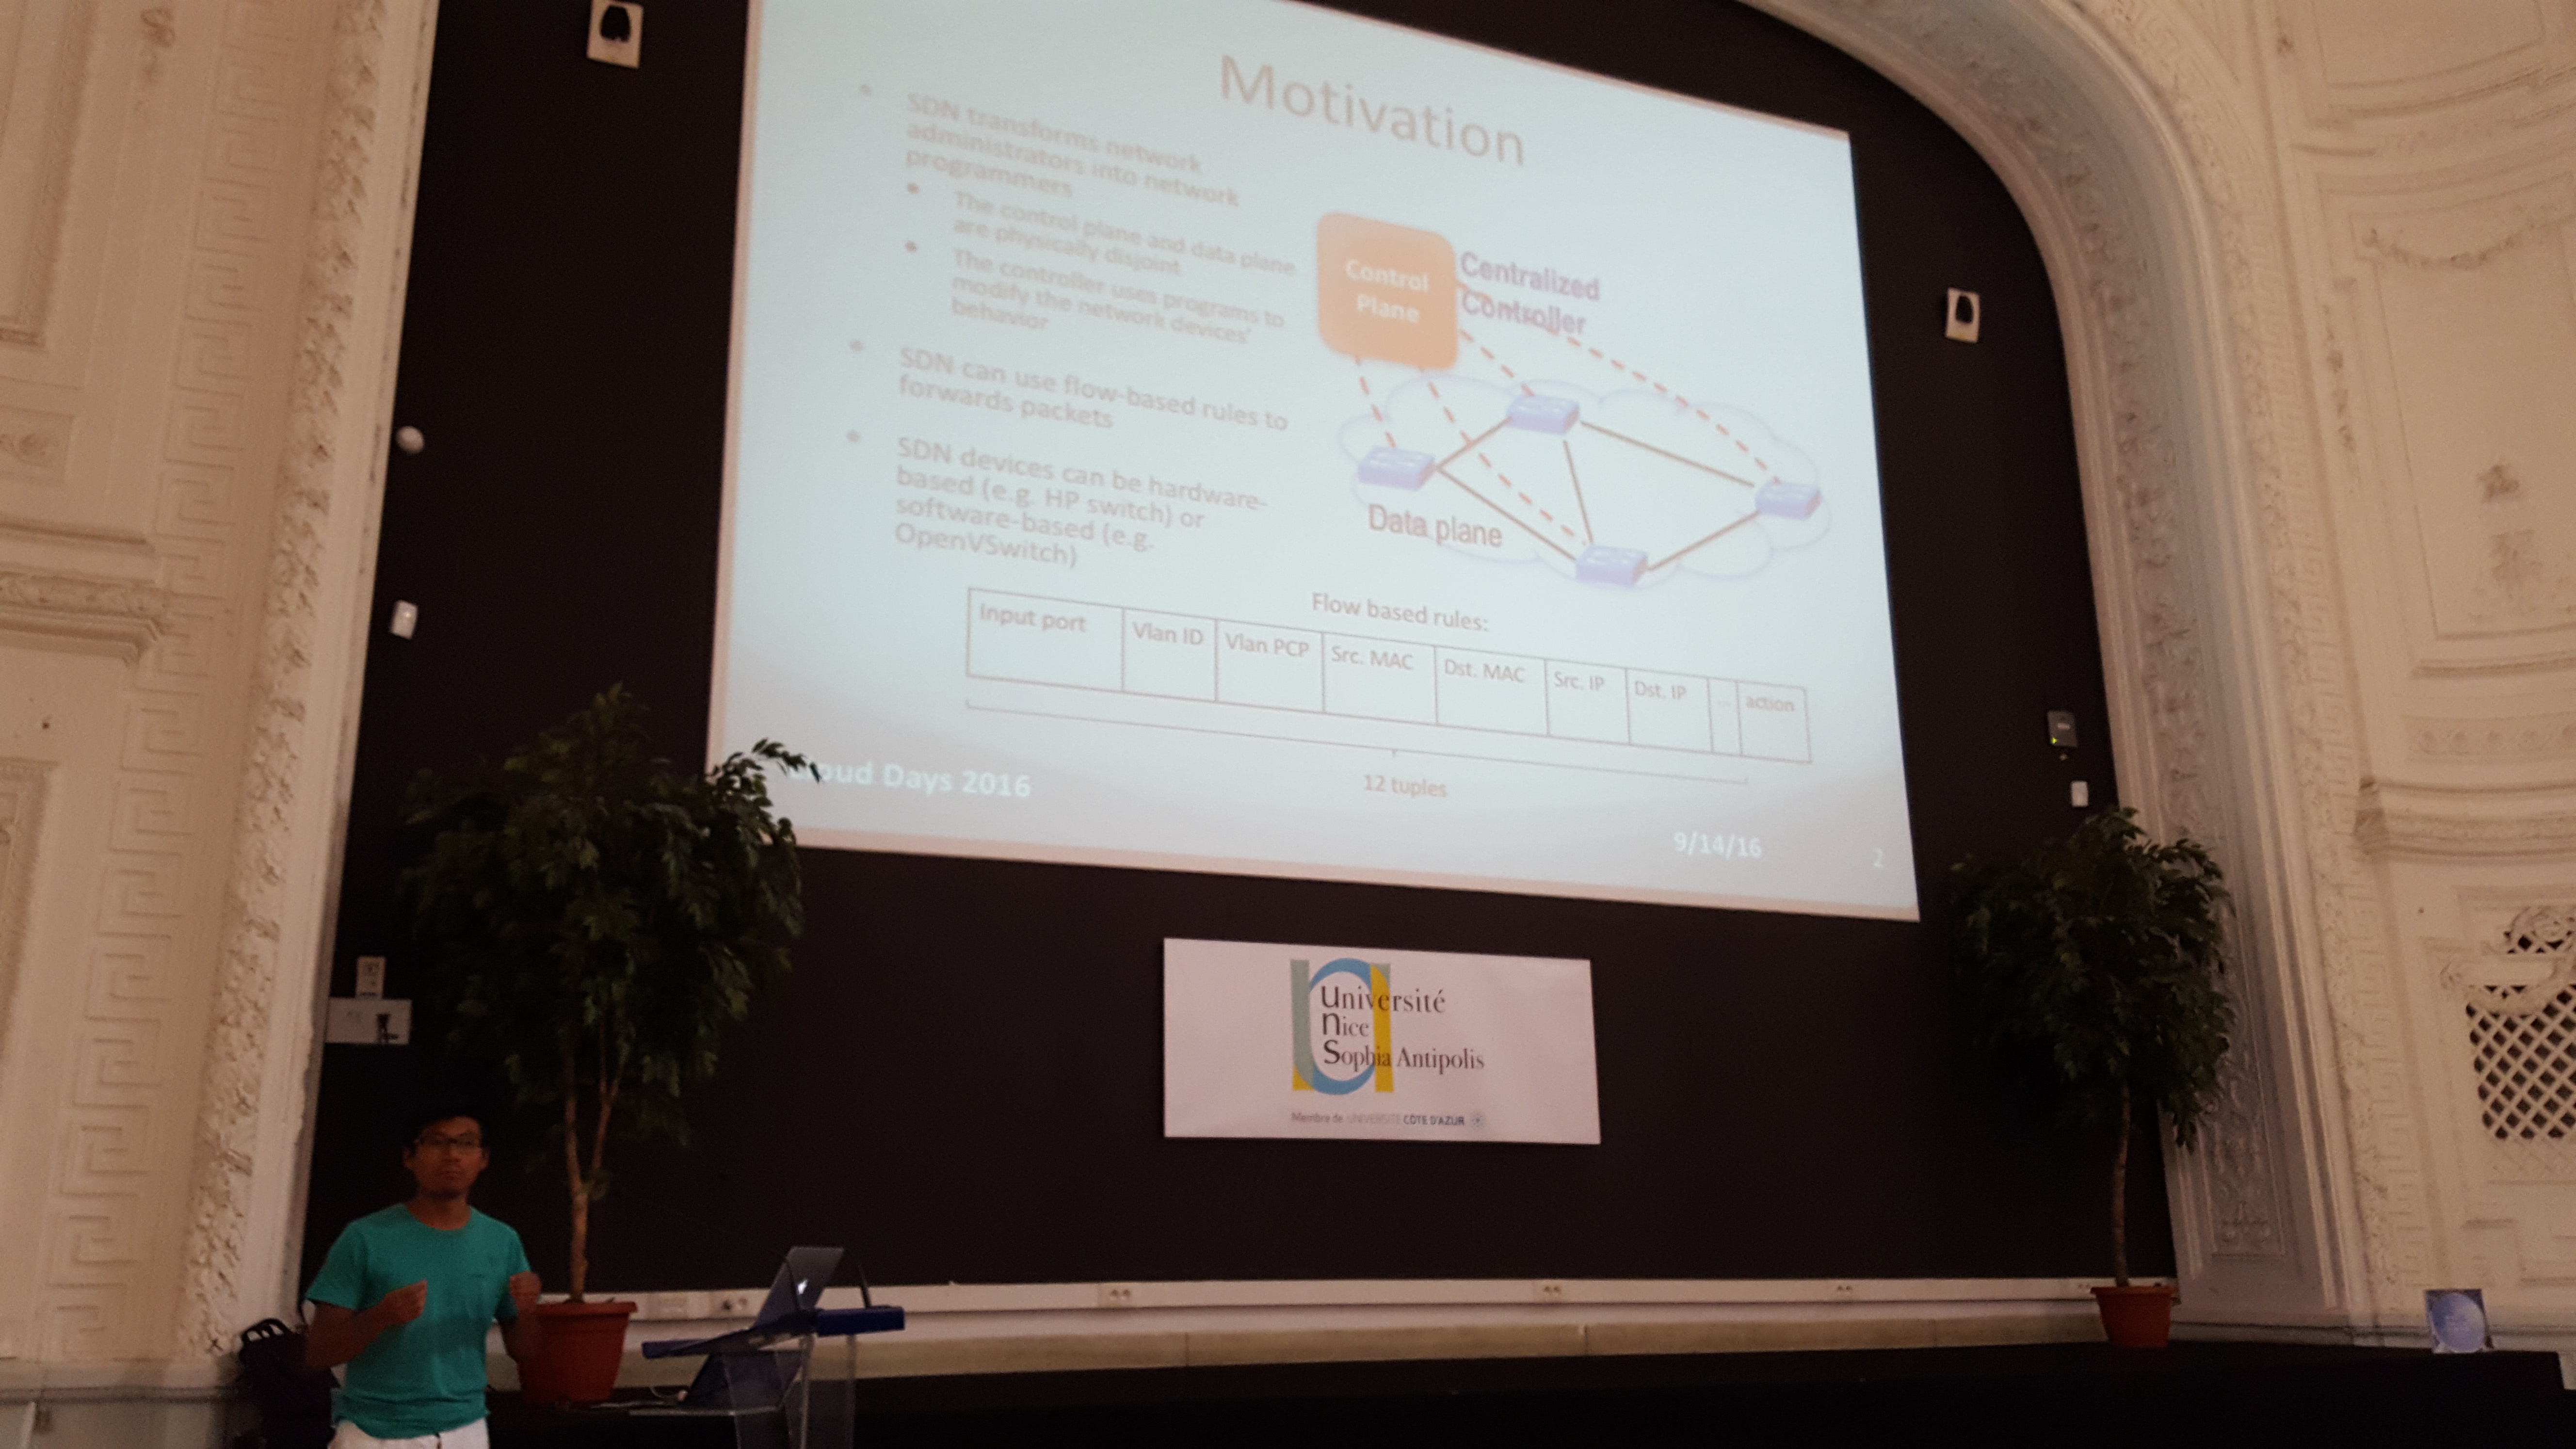 Motivation
SDN transforms network
administrators into network
programmers
The control plane and data plane
are physically disjoint
The controller uses programs to
modify the network devices'
behavior
SDN can use flow-based rules to
forwards packets
SDN devices can be hardware-
based (e.g. HP switch) or
software-based (e.g.
OpenVSwitch)
Control
Plane
Centralized
Controller
Data plane
Flow based rules:
Input port
Vlan ID
Vlan PCP
Src. MAC
Dst. MAC
Src. IP
Dst. IP
...
action
12 tuples
Days 2016
9/14/16
2
Université
nice
Sophia Antipolis
Membre de UNIVERSITÉ CÔTE D'AZUR